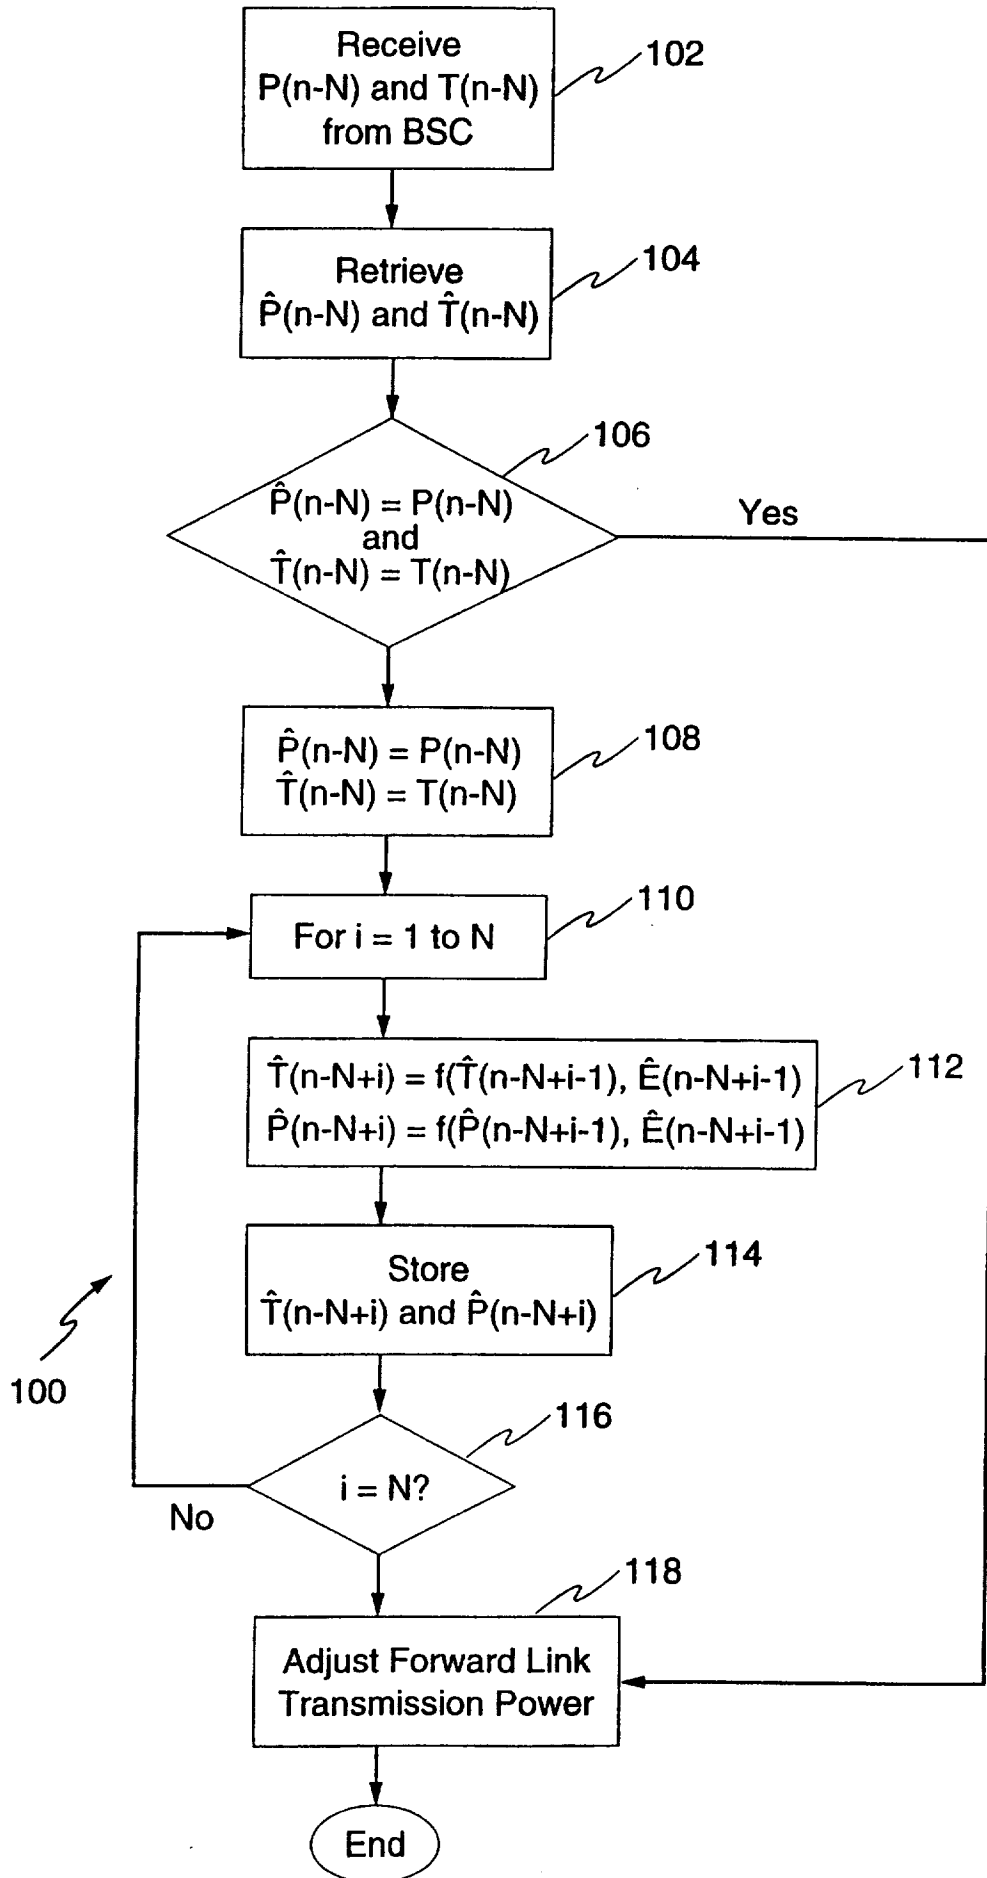 Receive
P(n-N) and T(n-N)
from BSC
102
Retrieve
P̂(n-N) and T̂(n-N)
104
106
P̂(n-N) = P(n-N)
and
T̂(n-N) = T(n-N)
Yes
P̂(n-N) = P(n-N)
T̂(n-N) = T(n-N)
108
For i = 1 to N
110
T̂(n-N+i) = f(T̂(n-N+i-1), Ê(n-N+i-1)
P̂(n-N+i) = f(P̂(n-N+i-1), Ê(n-N+i-1)
112
Store
T̂(n-N+i) and P̂(n-N+i)
114
100
116
i = N?
No
118
Adjust Forward Link
Transmission Power
End